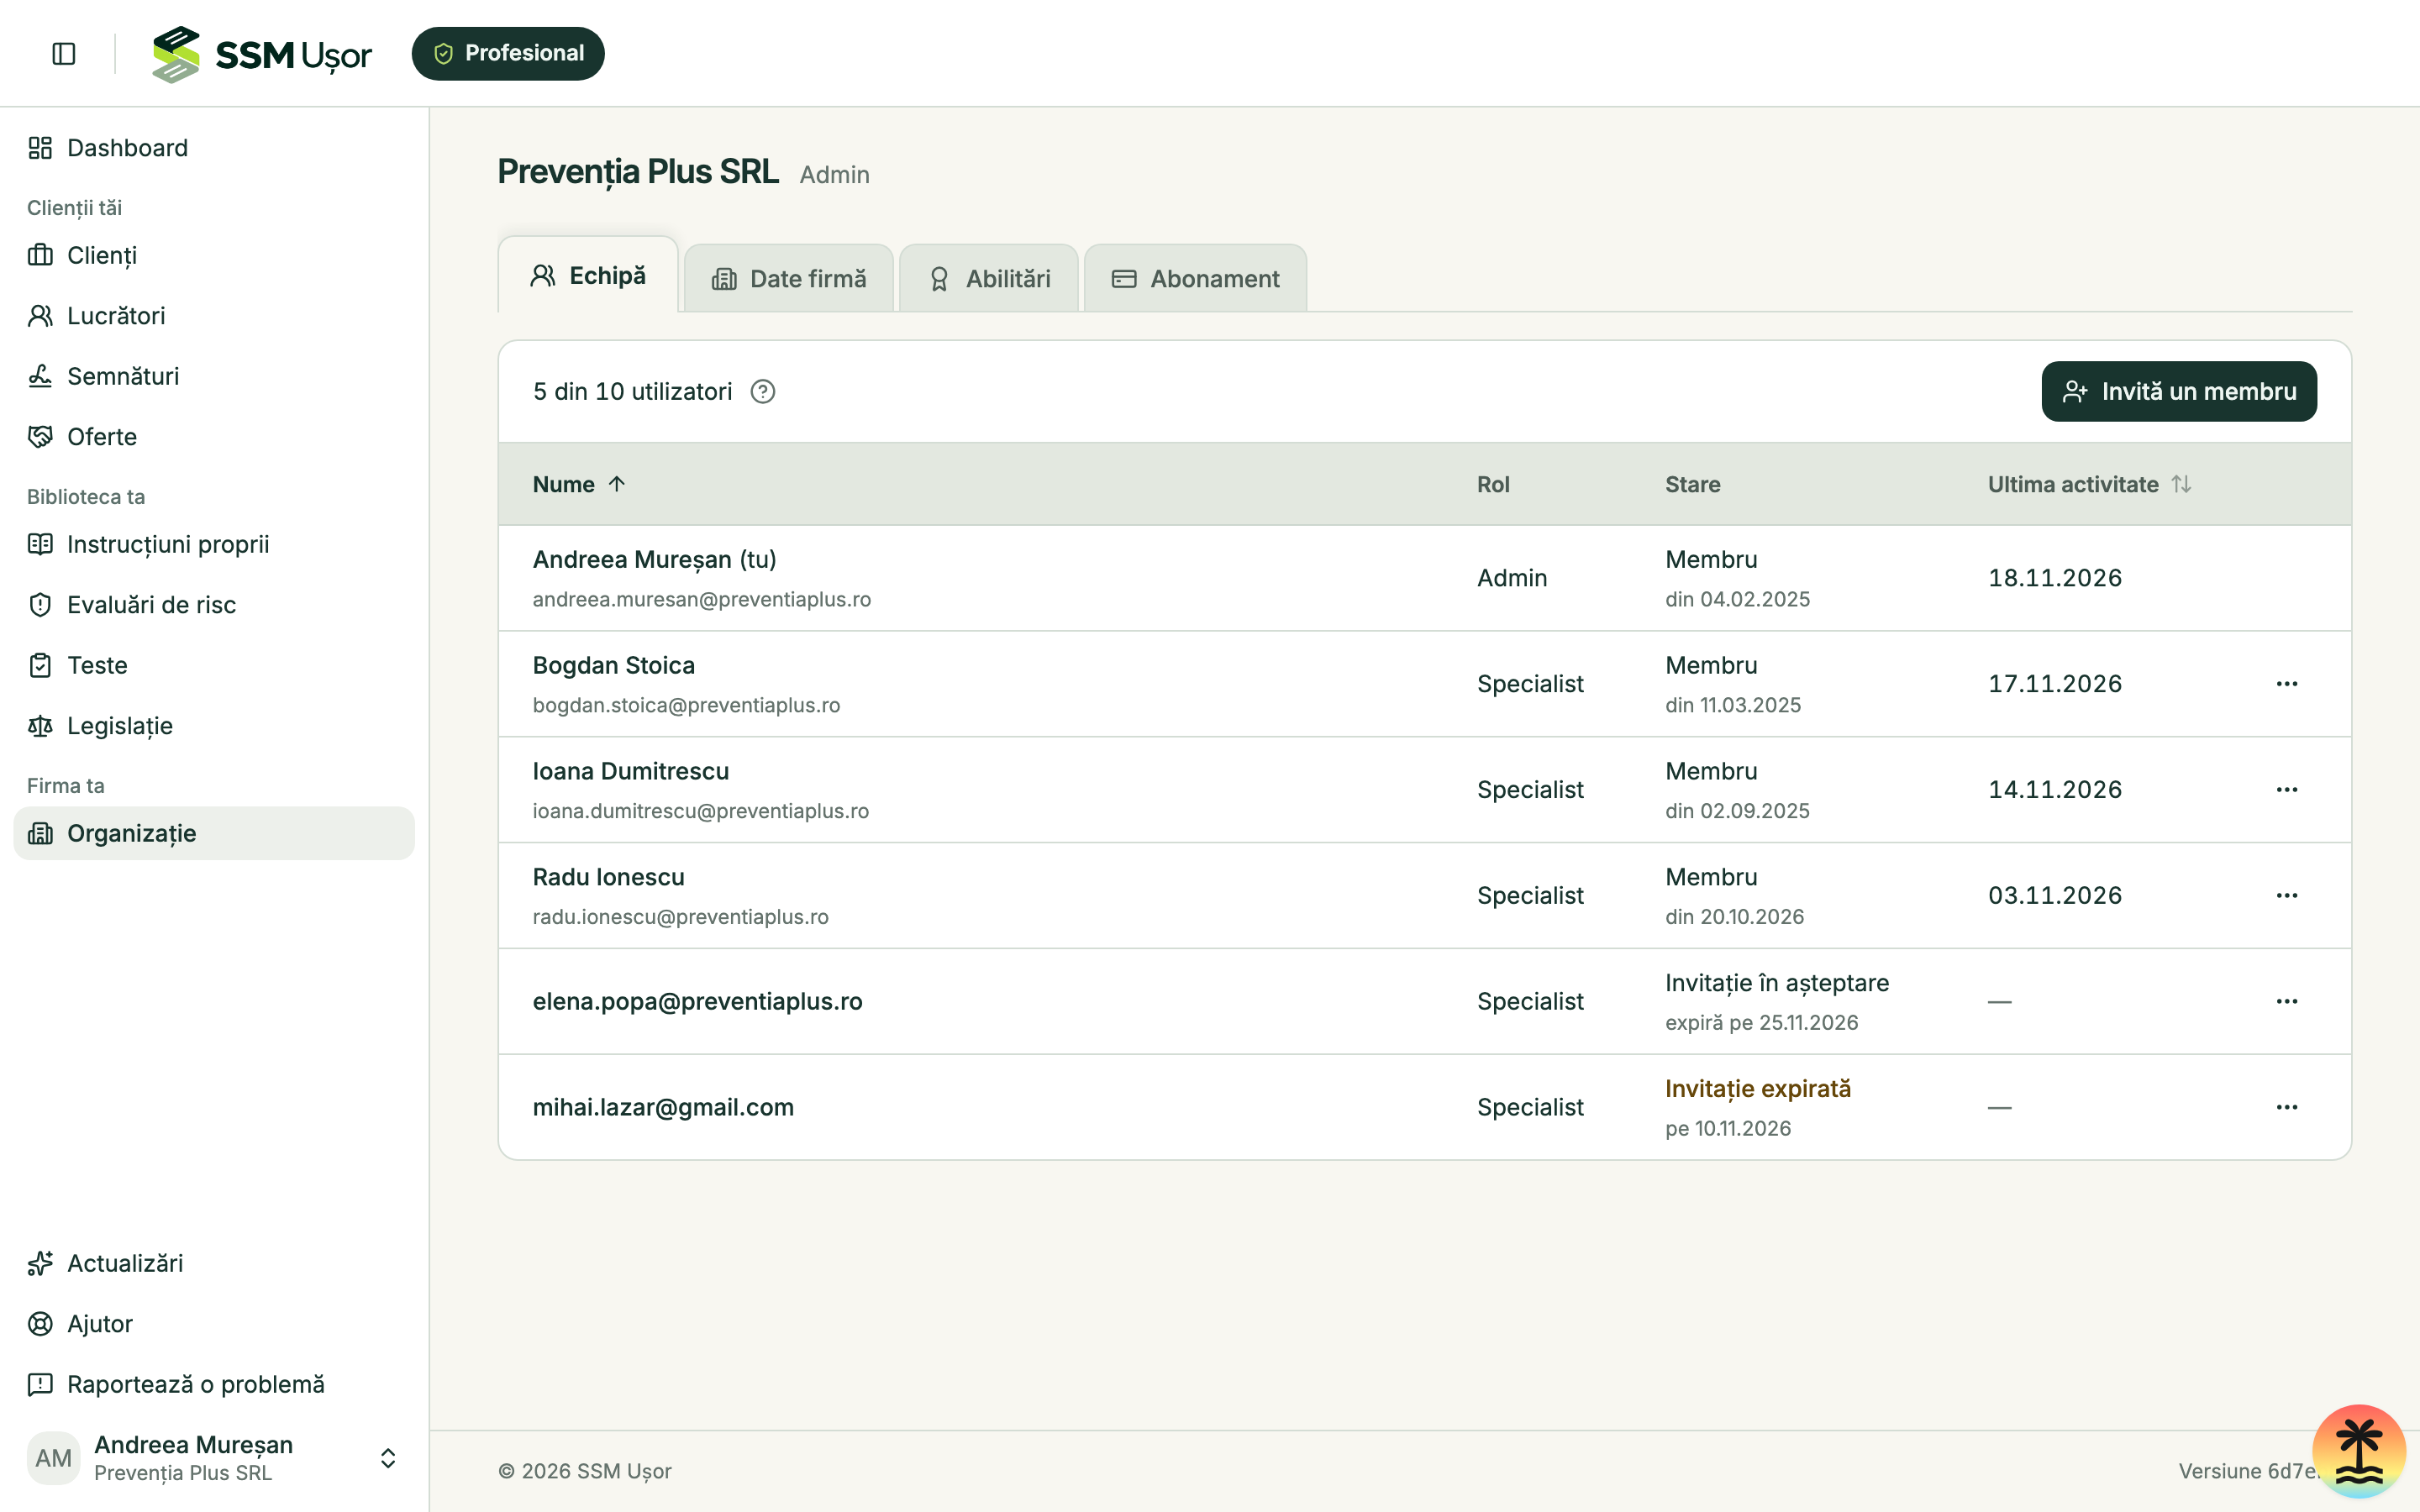 SSM Ușor
Profesional
Dashboard
Clienții tăi
Clienți
Lucrători
Semnături
Oferte
Biblioteca ta
Instrucțiuni proprii
Evaluări de risc
Teste
Legislație
Firma ta
Organizație
Actualizări
Ajutor
Raportează o problemă
AM
Andreea Mureșan
Prevenția Plus SRL
Prevenția Plus SRL Admin
Echipă
Date firmă
Abilitări
Abonament
5 din 10 utilizatori
Invită un membru
Nume Rol Stare Ultima activitate
Andreea Mureșan (tu)
andreea.muresan@preventiaplus.ro
Admin
Membru
din 04.02.2025
18.11.2026
Bogdan Stoica
bogdan.stoica@preventiaplus.ro
Specialist
Membru
din 11.03.2025
17.11.2026
Ioana Dumitrescu
ioana.dumitrescu@preventiaplus.ro
Specialist
Membru
din 02.09.2025
14.11.2026
Radu Ionescu
radu.ionescu@preventiaplus.ro
Specialist
Membru
din 20.10.2026
03.11.2026
elena.popa@preventiaplus.ro
Specialist
Invitație în așteptare
expiră pe 25.11.2026
—
mihai.lazar@gmail.com
Specialist
Invitație expirată
pe 10.11.2026
—
© 2026 SSM Ușor
Versiune